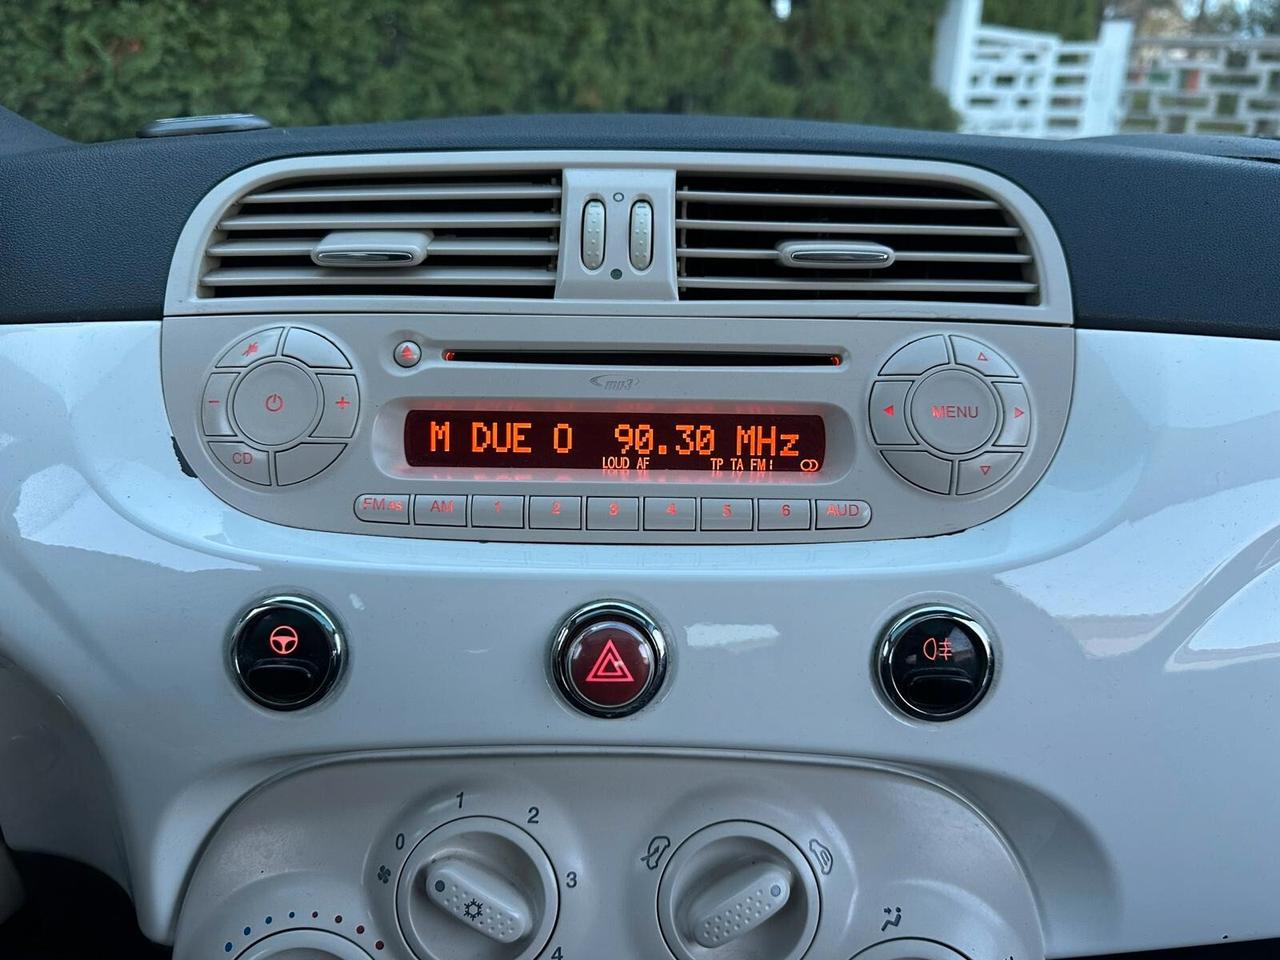 mp3
M DUE O 90.30 MHz
LOUD AF TP TA FM 1
- +
CD
MENU
FM AS AM 1 2 3 4 5 6 AUD
0 1 2 3 4